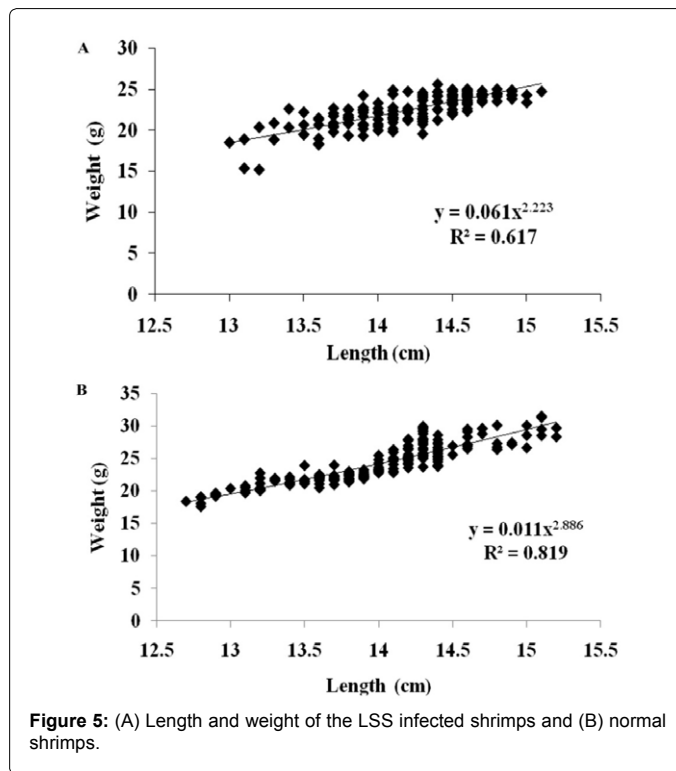 A
30
25
20
15
10
5
0
Weight (g)
y = 0.061x^2.223
R² = 0.617
12.5 13 13.5 14 14.5 15 15.5
Length (cm)
B
35
30
25
20
15
10
5
0
Weight (g)
y = 0.011x^2.886
R² = 0.819
12.5 13 13.5 14 14.5 15 15.5
Length (cm)
Figure 5: (A) Length and weight of the LSS infected shrimps and (B) normal
shrimps.